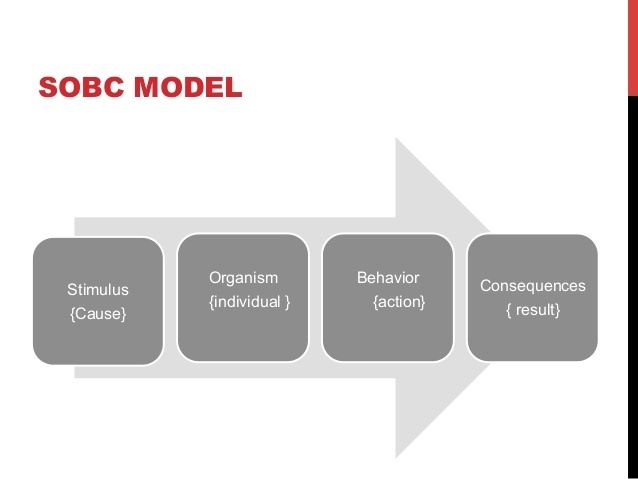 SOBC MODEL
Stimulus
{Cause}
Organism
{individual }
Behavior
{action}
Consequences
{ result}